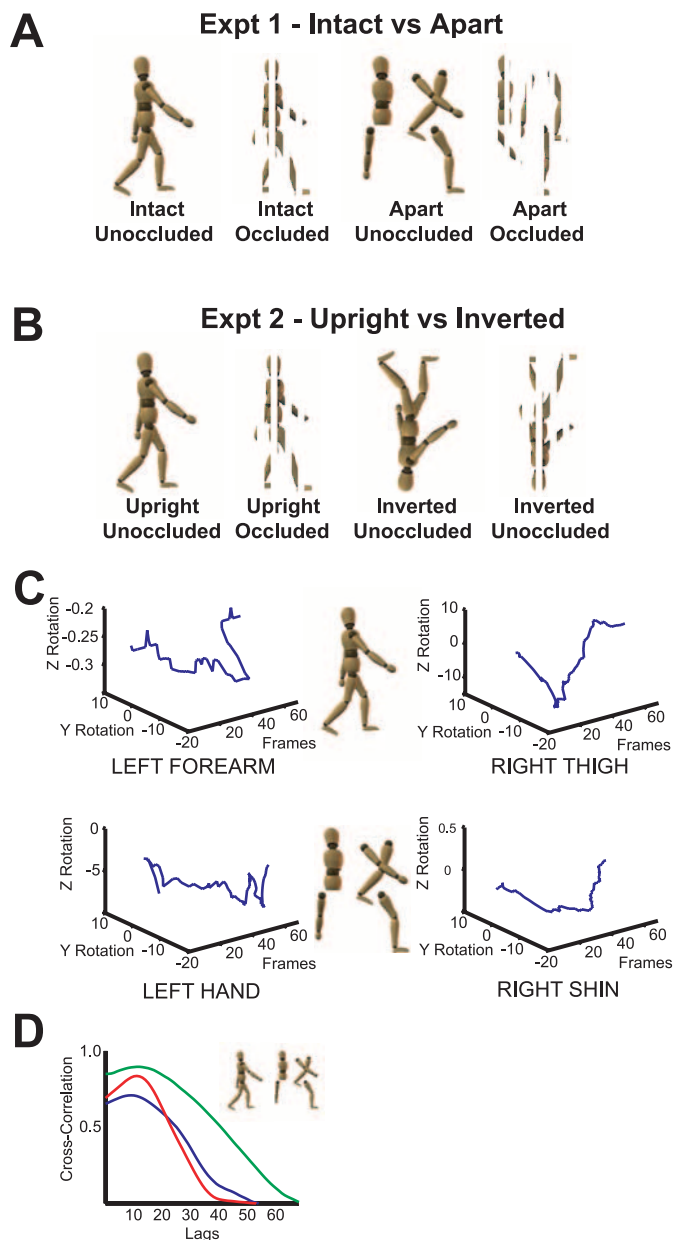 A
Expt 1 - Intact vs Apart
Intact
Unoccluded
Intact
Occluded
Apart
Unoccluded
Apart
Occluded
B
Expt 2 - Upright vs Inverted
Upright
Unoccluded
Upright
Occluded
Inverted
Unoccluded
Inverted
Unoccluded
C
Z Rotation
-0.2
-0.25
-0.3
10
0
-10
-20
Y Rotation
20
40
60
Frames
LEFT FOREARM
Z Rotation
10
0
-10
10
0
-10
-20
Y Rotation
20
40
60
Frames
RIGHT THIGH
Z Rotation
0
-5
10
0
-10
-20
Y Rotation
20
40
60
Frames
LEFT HAND
Z Rotation
0.5
0
10
0
-10
-20
Y Rotation
20
40
60
Frames
RIGHT SHIN
D
Cross-Correlation
1.0
0.5
10 20 30 40 50 60
Lags